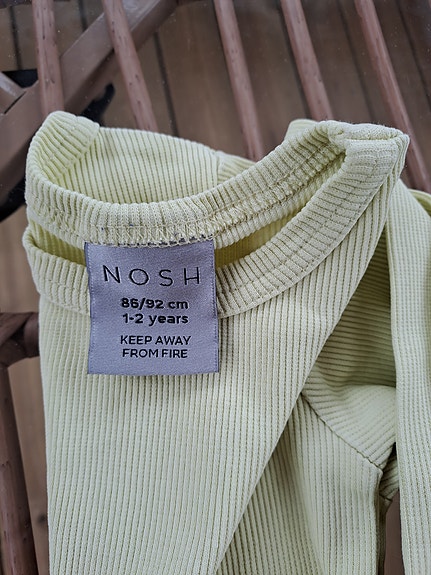 NOSH
86/92 cm
1-2 years
KEEP AWAY
FROM FIRE